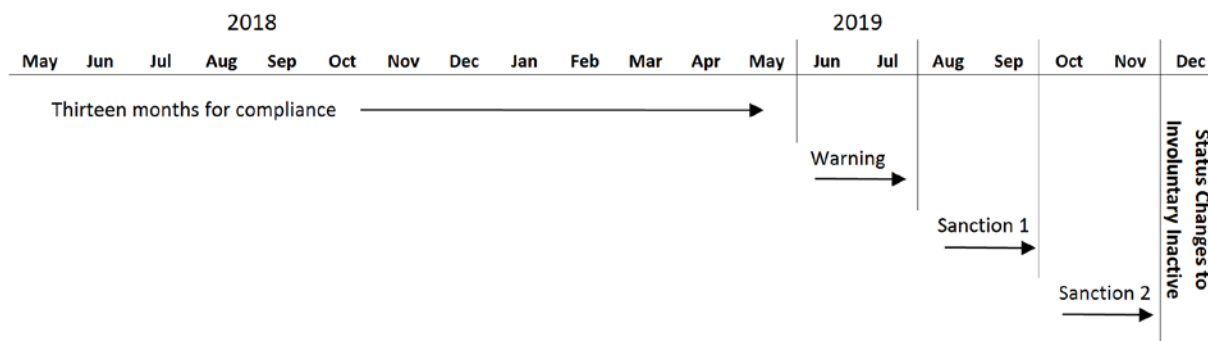 2018 2019
May Jun Jul Aug Sep Oct Nov Dec Jan Feb Mar Apr May Jun Jul Aug Sep Oct Nov Dec
Thirteen months for compliance
Warning
Sanction 1
Sanction 2
Status Changes to
Involuntary Inactive